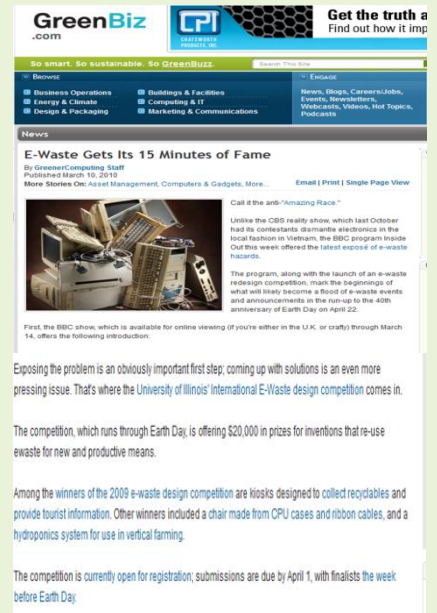 GreenBiz
.com
CPI
CHATSWORTH
PRODUCTS, INC.
Get the truth a
Find out how it imp
So smart. So sustainable. So GreenBuzz.
Search This Site
Browse
Engage
Business Operations
Energy & Climate
Design & Packaging
Buildings & Facilities
Computing & IT
Marketing & Communications
News, Blogs, Careers/Jobs,
Events, Newsletters,
Webcasts, Videos, Hot Topics,
Podcasts
News
E-Waste Gets Its 15 Minutes of Fame
By GreenerComputing Staff
Published March 10, 2010
More Stories On: Asset Management, Computers & Gadgets, More...
Email | Print | Single Page View
Call it the anti-"Amazing Race."
Unlike the CBS reality show, which last October
had its contestants dismantle electronics in the
local fashion in Vietnam, the BBC program Inside
Out this week offered the latest exposé of e-waste
hazards.
The program, along with the launch of an e-waste
redesign competition, mark the beginnings of
what will likely become a flood of e-waste events
and announcements in the run-up to the 40th
anniversary of Earth Day on April 22.
First, the BBC show, which is available for online viewing (if you're either in the U.K. or crafty) through March
14, offers the following introduction:
Exposing the problem is an obviously important first step; coming up with solutions is an even more
pressing issue. That's where the University of Illinois' International E-Waste design competition comes in.
The competition, which runs through Earth Day, is offering $20,000 in prizes for inventions that re-use
ewaste for new and productive means.
Among the winners of the 2009 e-waste design competition are kiosks designed to collect recyclables and
provide tourist information. Other winners included a chair made from CPU cases and ribbon cables, and a
hydroponics system for use in vertical farming.
The competition is currently open for registration; submissions are due by April 1, with finalists the week
before Earth Day.